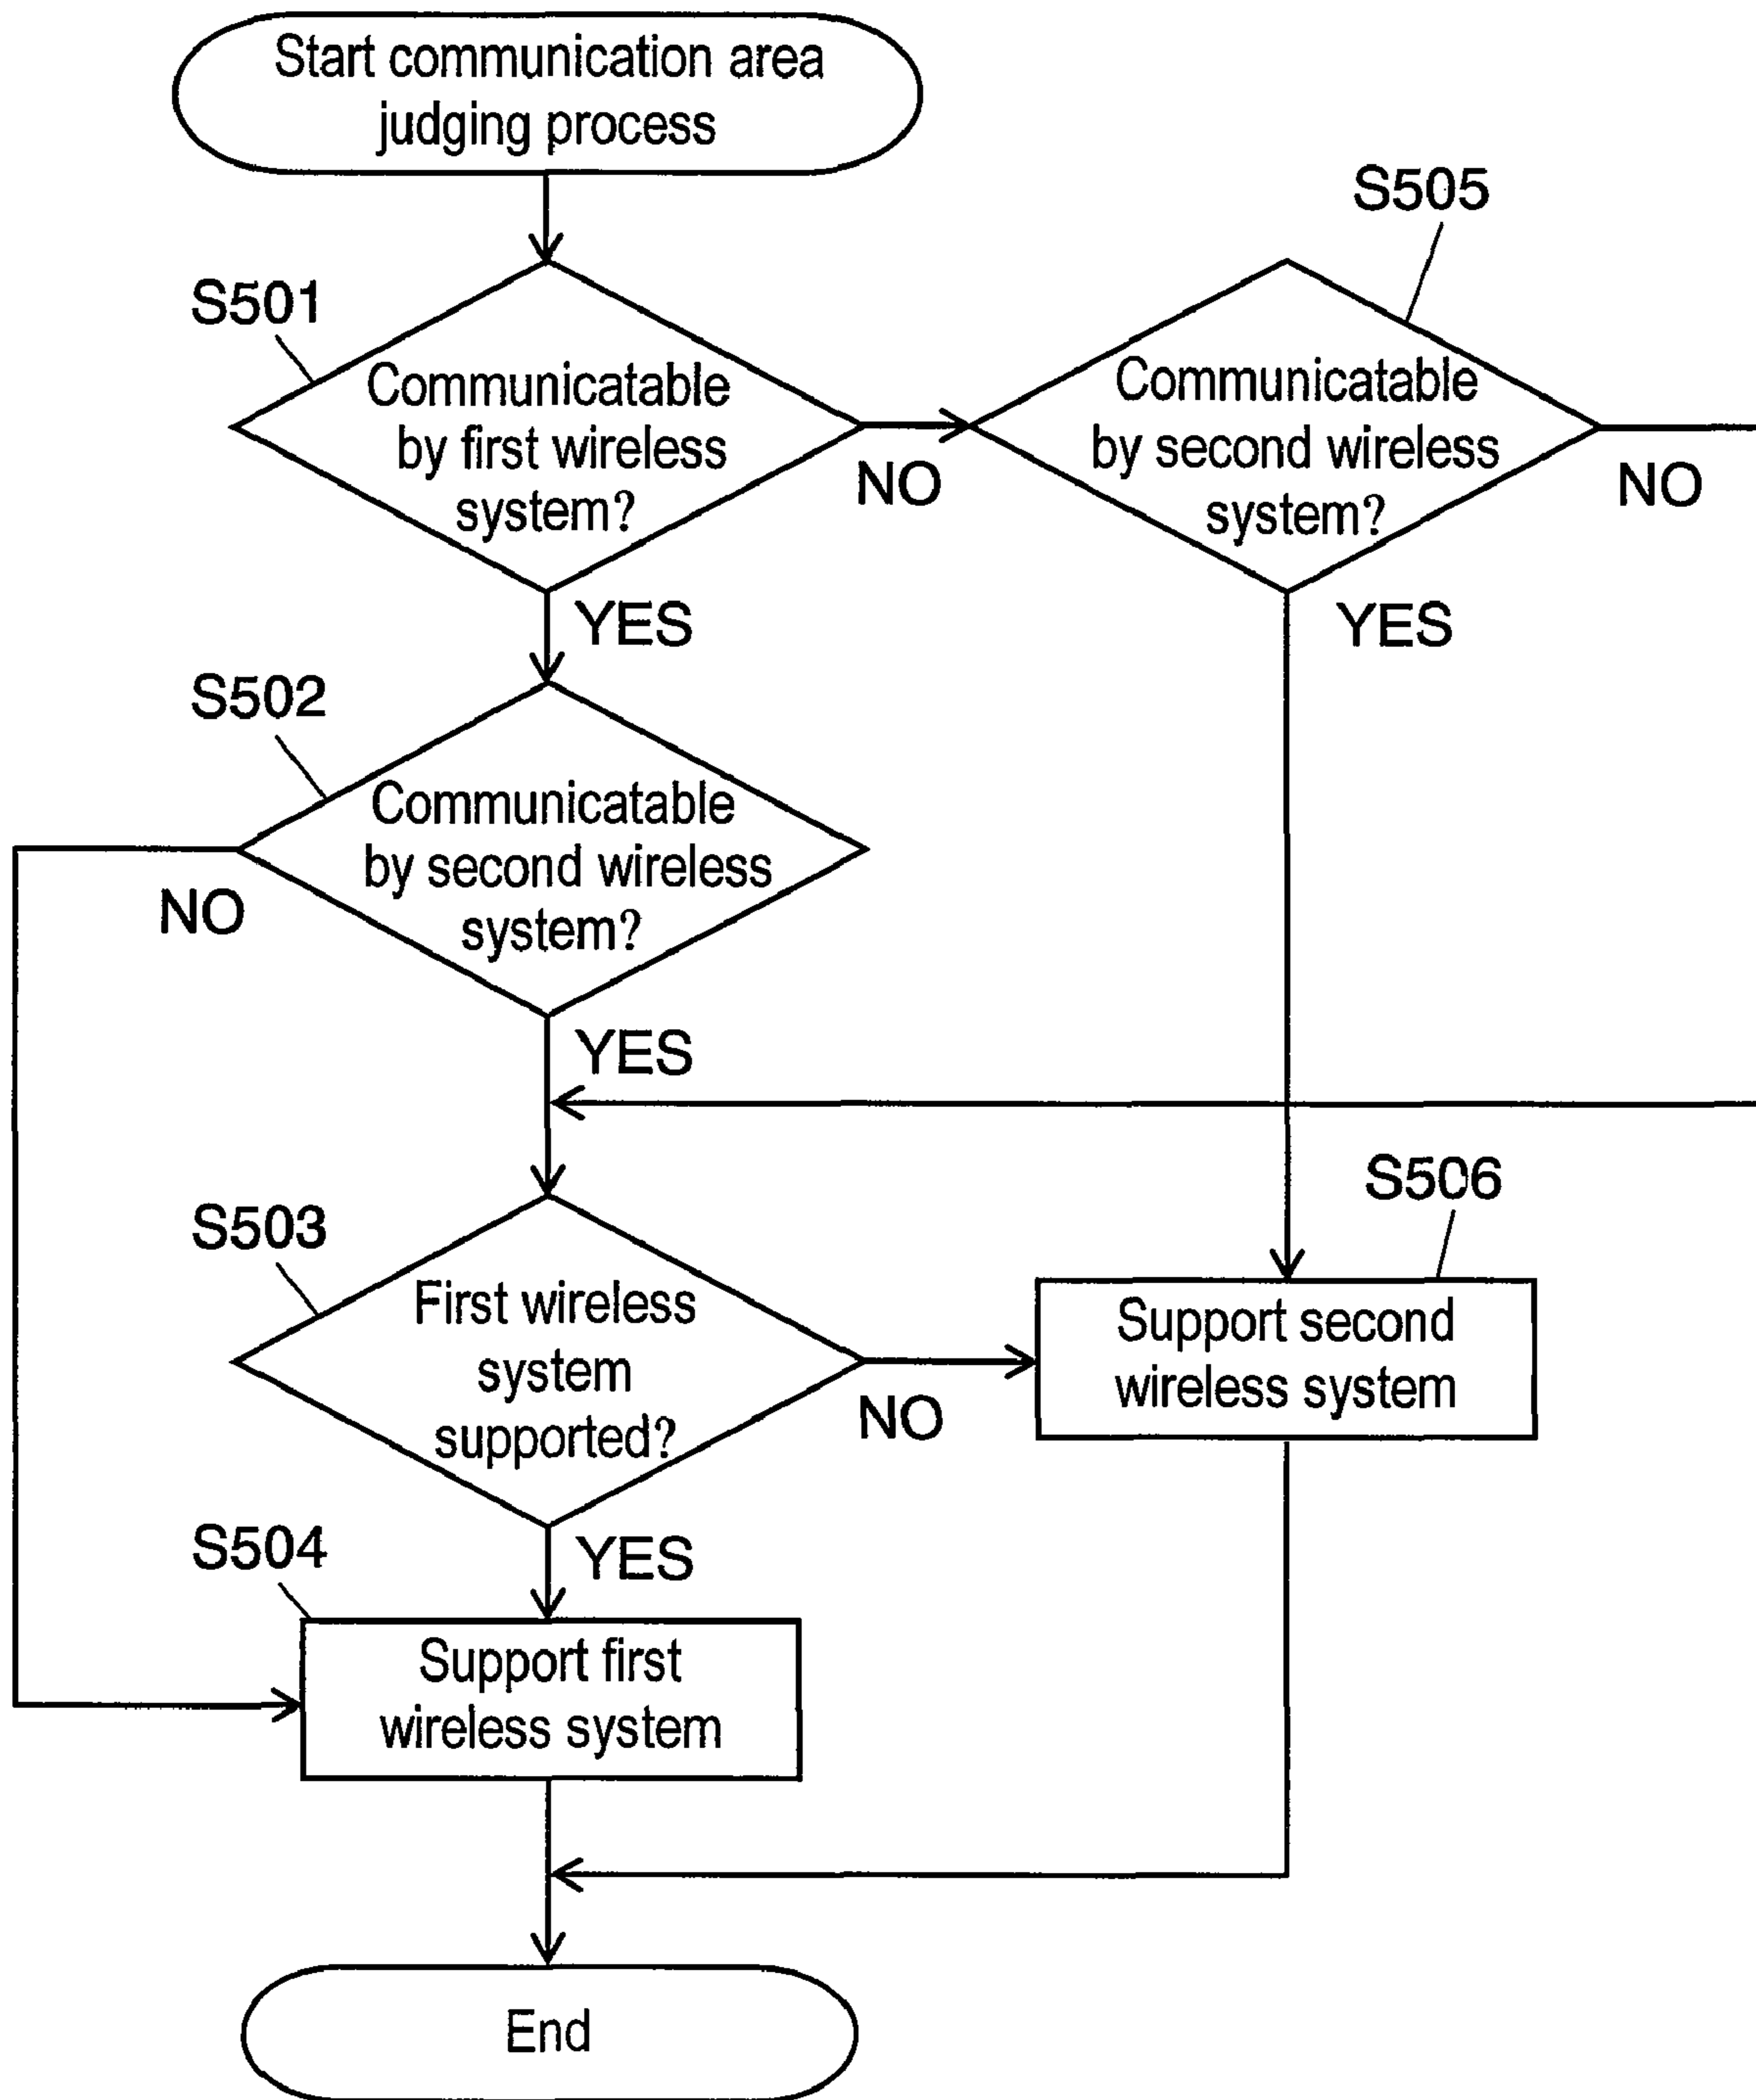 Start communication area
judging process
S501
Communicatable
by first wireless
system?
NO
YES
S505
Communicatable
by second wireless
system?
NO
YES
S502
Communicatable
by second wireless
system?
NO
YES
S503
First wireless
system
supported?
NO
YES
S506
Support second
wireless system
S504
Support first
wireless system
End